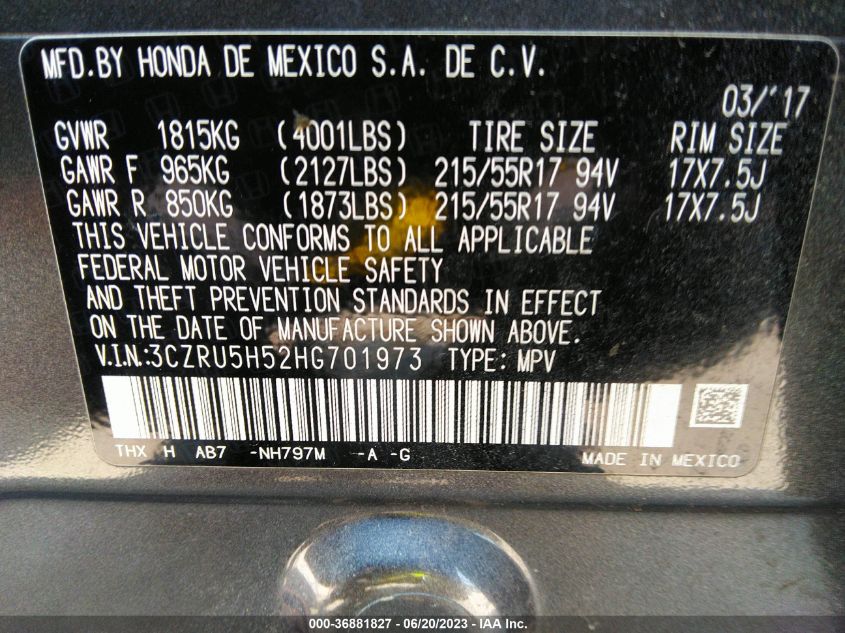 MFD.BY HONDA DE MEXICO S.A. DE C.V.
03/'17
GVWR 1815KG (4001LBS) TIRE SIZE RIM SIZE
GAWR F 965KG (2127LBS) 215/55R17 94V 17X7.5J
GAWR R 850KG (1873LBS) 215/55R17 94V 17X7.5J
THIS VEHICLE CONFORMS TO ALL APPLICABLE
FEDERAL MOTOR VEHICLE SAFETY
AND THEFT PREVENTION STANDARDS IN EFFECT
ON THE DATE OF MANUFACTURE SHOWN ABOVE.
V.I.N.:3CZRU5H52HG701973 TYPE: MPV
THX H AB7 -NH797M -A -G MADE IN MEXICO
000-36881827 / 06/20/2023 - IAA Inc.